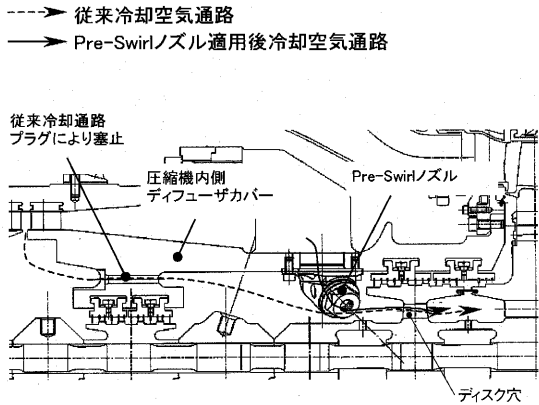 従来冷却空気通路
Pre-Swirlノズル適用後冷却空気通路
従来冷却通路
プラグにより塞止
圧縮機内側
ディフューザカバー
Pre-Swirlノズル
ディスク穴